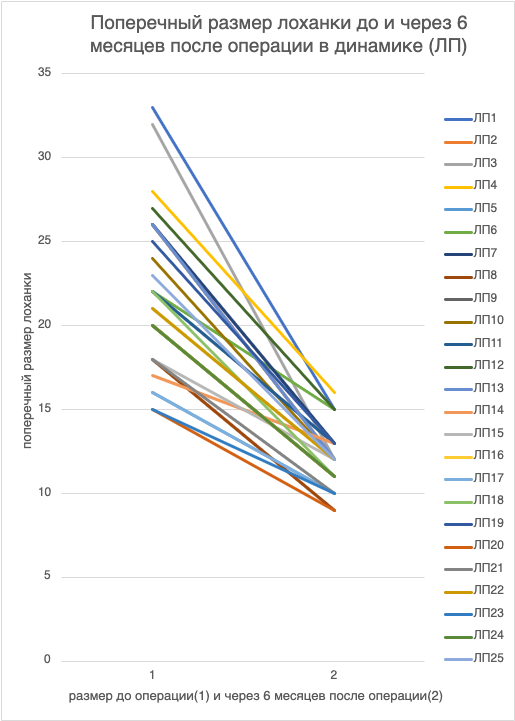 Поперечный размер лоханки до и через 6
месяцев после операции в динамике (ЛП)
35
30
25
20
15
10
5
0
поперечный размер лоханки
1
2
размер до операции(1) и через 6 месяцев после операции(2)
ЛП1
ЛП2
ЛП3
ЛП4
ЛП5
ЛП6
ЛП7
ЛП8
ЛП9
ЛП10
ЛП11
ЛП12
ЛП13
ЛП14
ЛП15
ЛП16
ЛП17
ЛП18
ЛП19
ЛП20
ЛП21
ЛП22
ЛП23
ЛП24
ЛП25